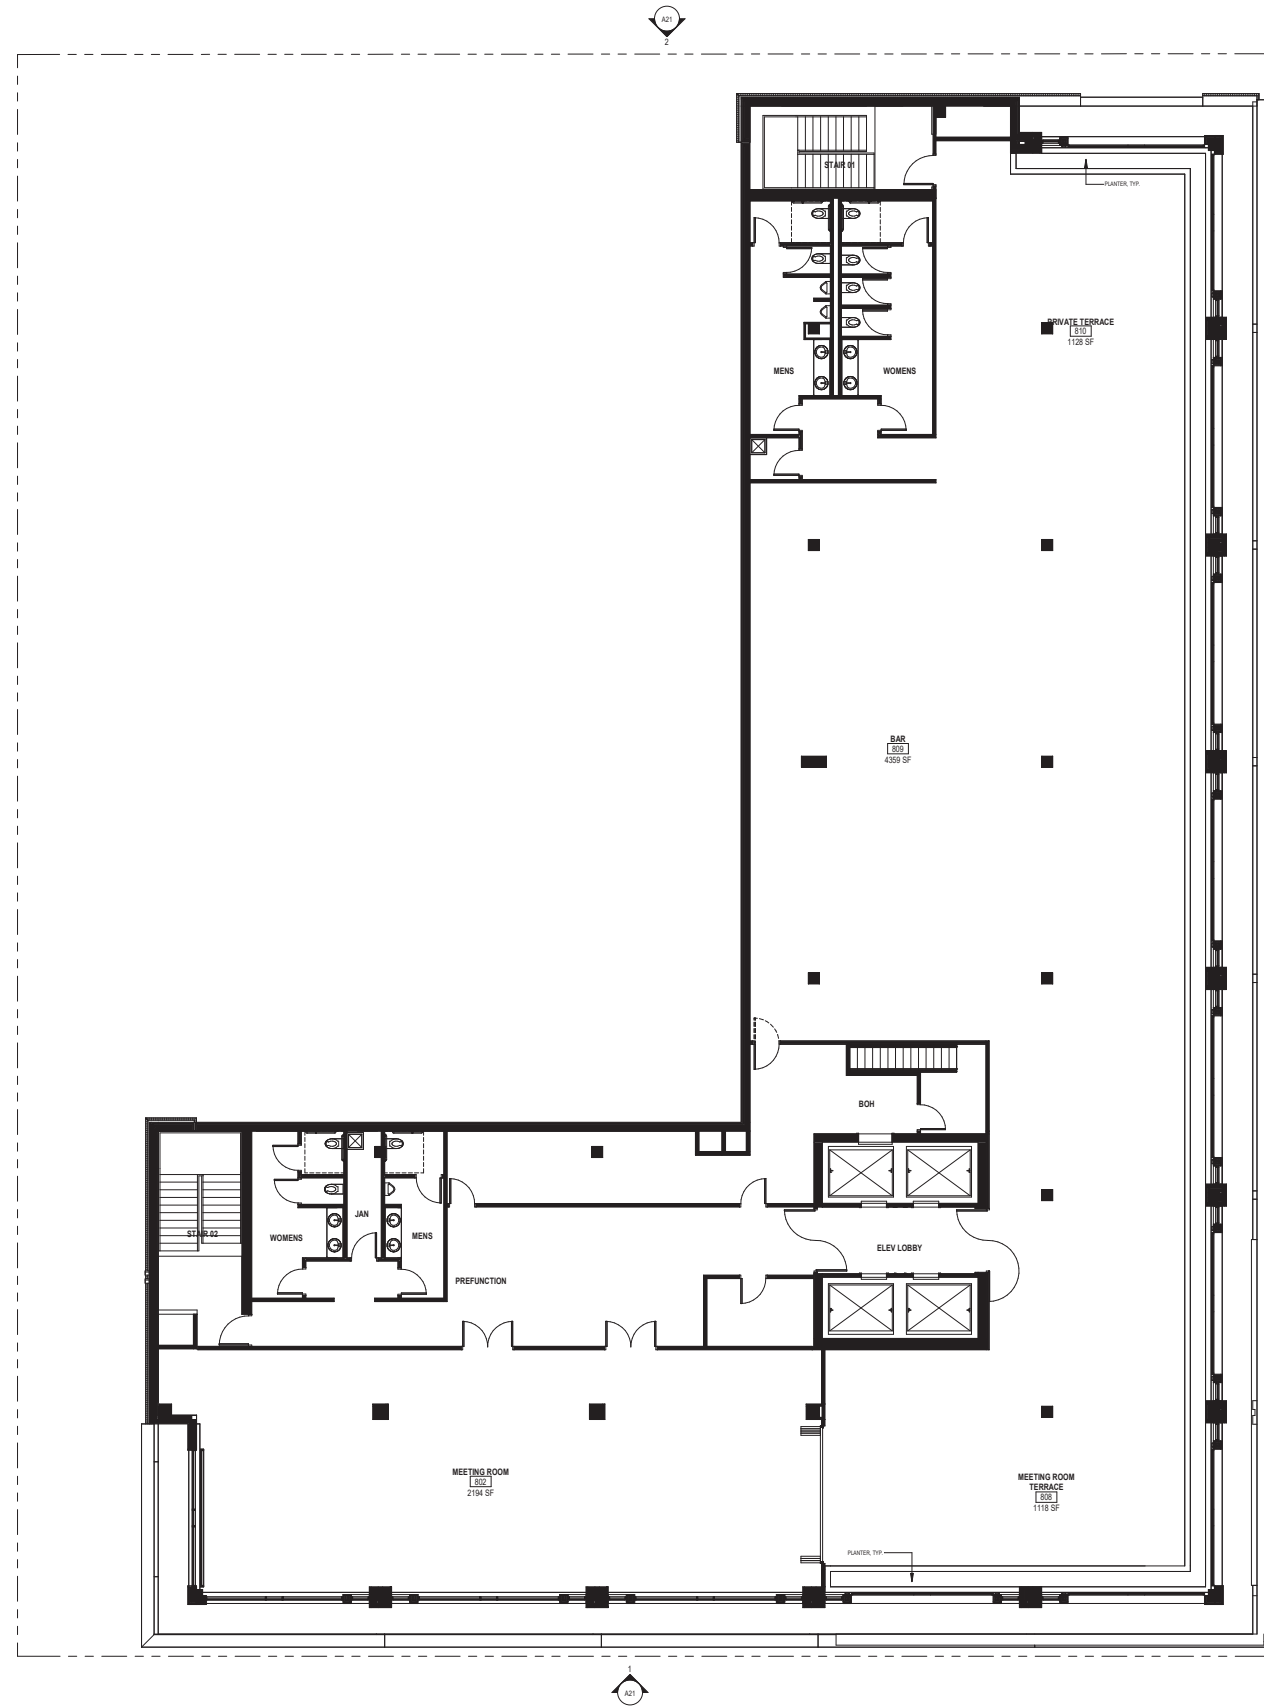 A21
2
STAIR 01
PLANTER, TYP.
PRIVATE TERRACE
810
1128 SF
MENS
WOMENS
BAR
809
4359 SF
BOH
JAN
STAIR 02
WOMENS
MENS
ELEV LOBBY
PREFUNCTION
MEETING ROOM
802
2194 SF
MEETING ROOM
TERRACE
808
1118 SF
PLANTER, TYP.
1
A21